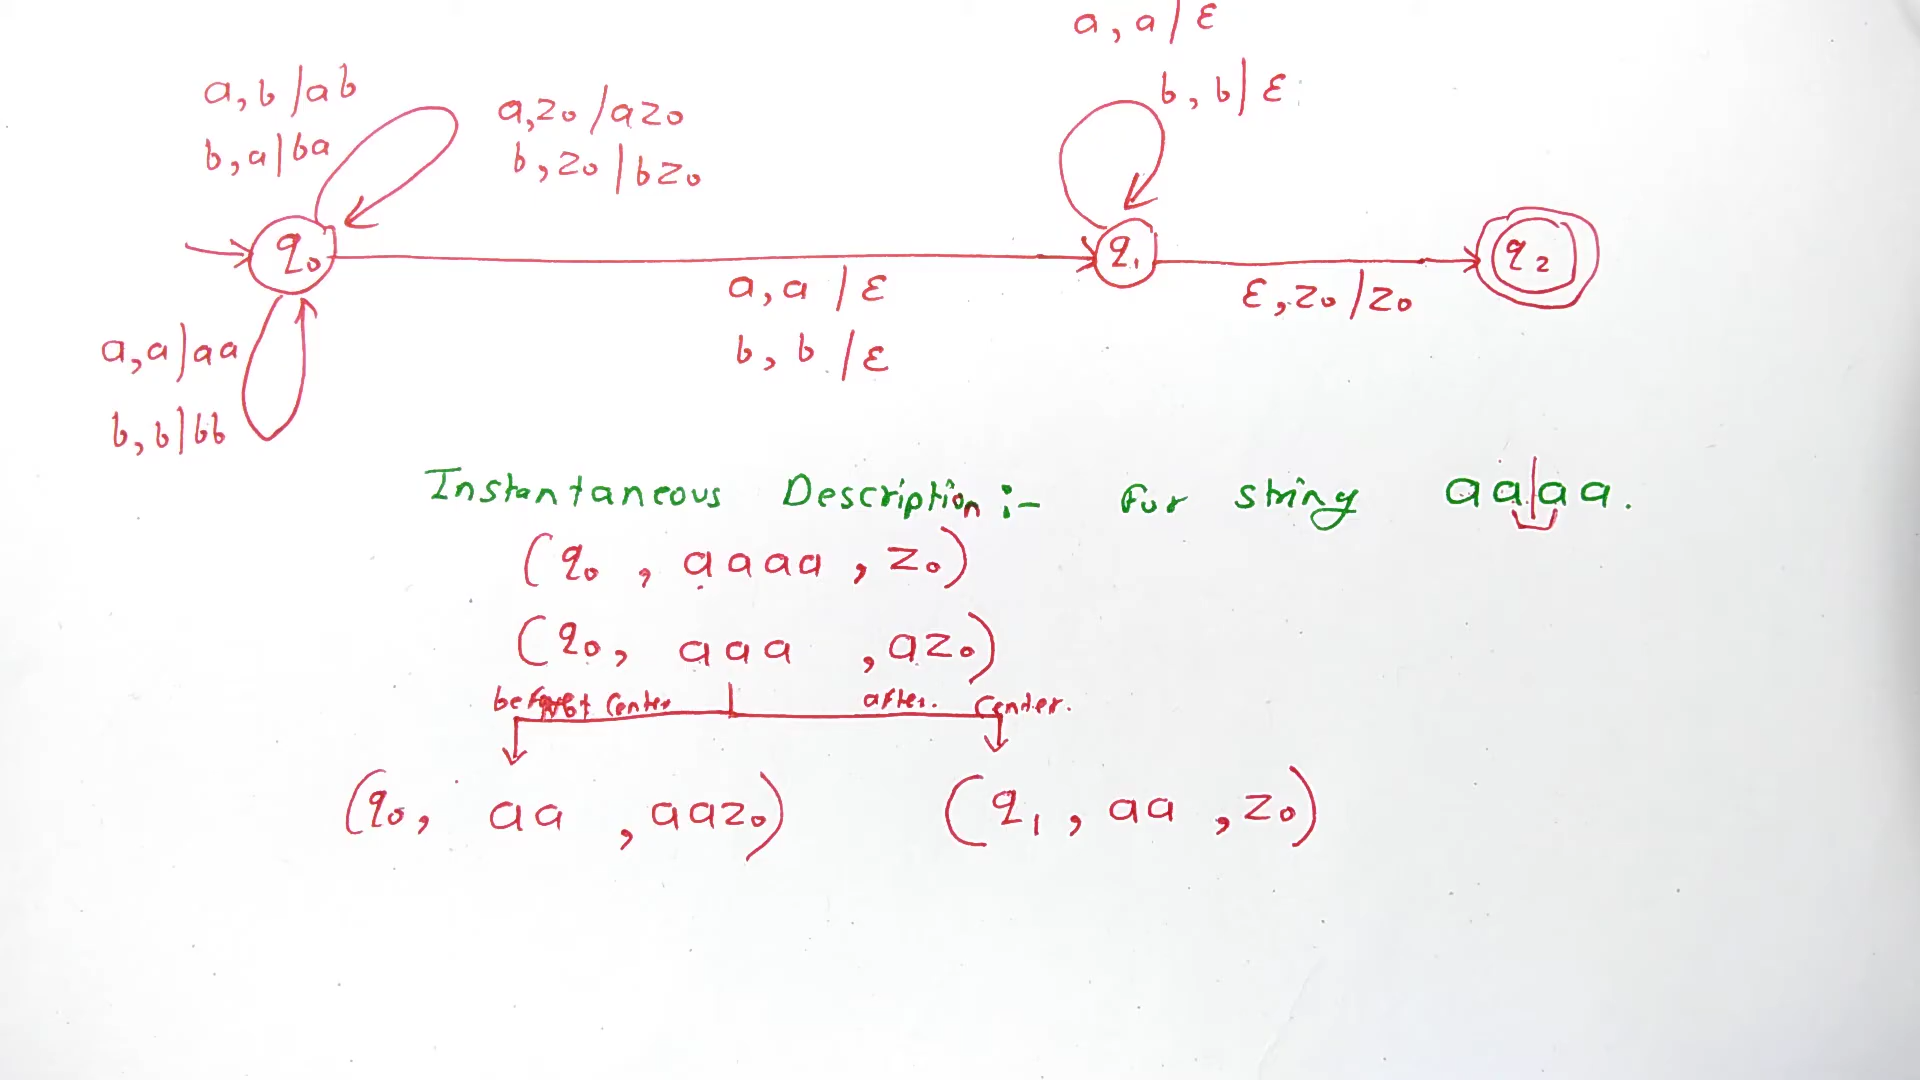 a, a / ε
b, b | ε
a, b / ab
b, a | ba
a, z₀ / az₀
b, z₀ | bz₀
q₀
q₁
q₂
a, a / ε
b, b / ε
ε, z₀ / z₀
a, a | aa
b, b | bb
Instantaneous Description :- For string aa|aa.
(q₀ , aaaa , z₀)
(q₀, aaa , az₀)
center after. center.
(q₀, aa , aaz₀) (q₁ , aa , z₀)